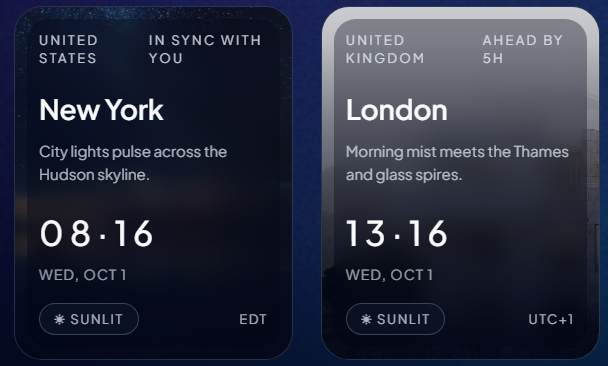 UNITED STATES
IN SYNC WITH YOU
New York
City lights pulse across the
Hudson skyline.
08·16
WED, OCT 1
SUNLIT
EDT
UNITED KINGDOM
AHEAD BY 5H
London
Morning mist meets the Thames
and glass spires.
13·16
WED, OCT 1
SUNLIT
UTC+1